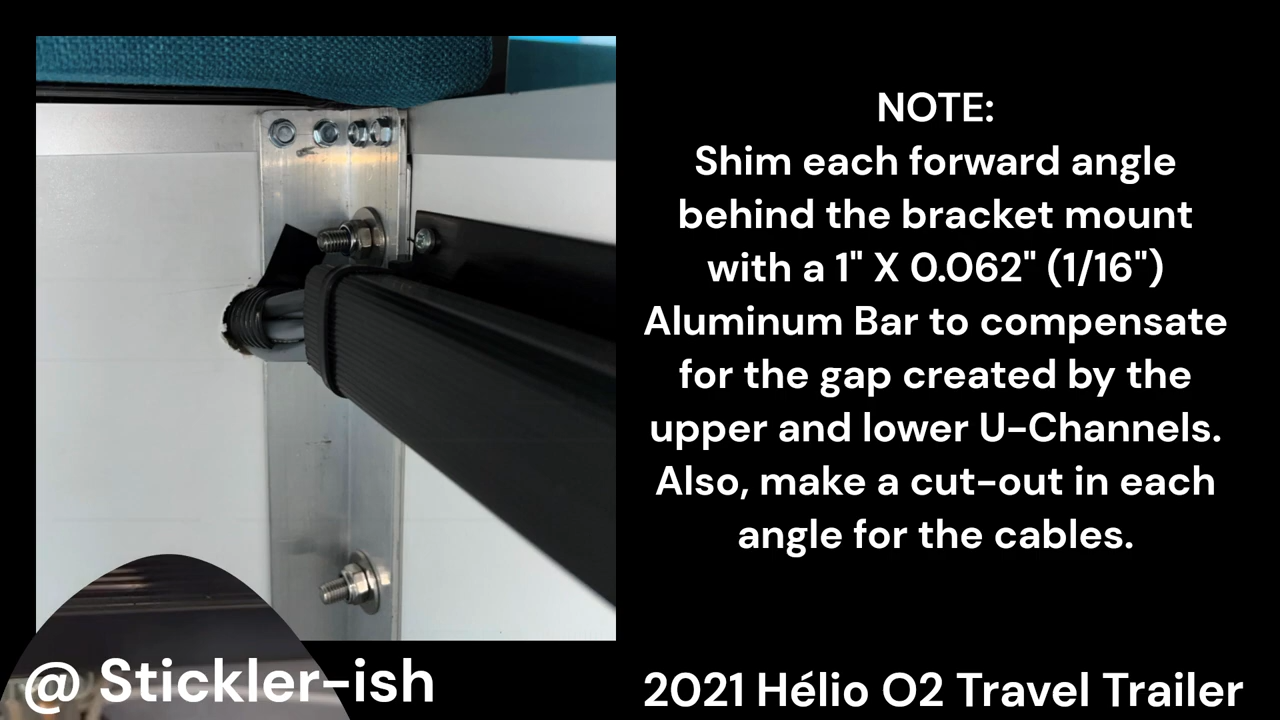 NOTE:
Shim each forward angle
behind the bracket mount
with a 1" X 0.062" (1/16")
Aluminum Bar to compensate
for the gap created by the
upper and lower U-Channels.
Also, make a cut-out in each
angle for the cables.
@ Stickler-ish
2021 Hélio O2 Travel Trailer